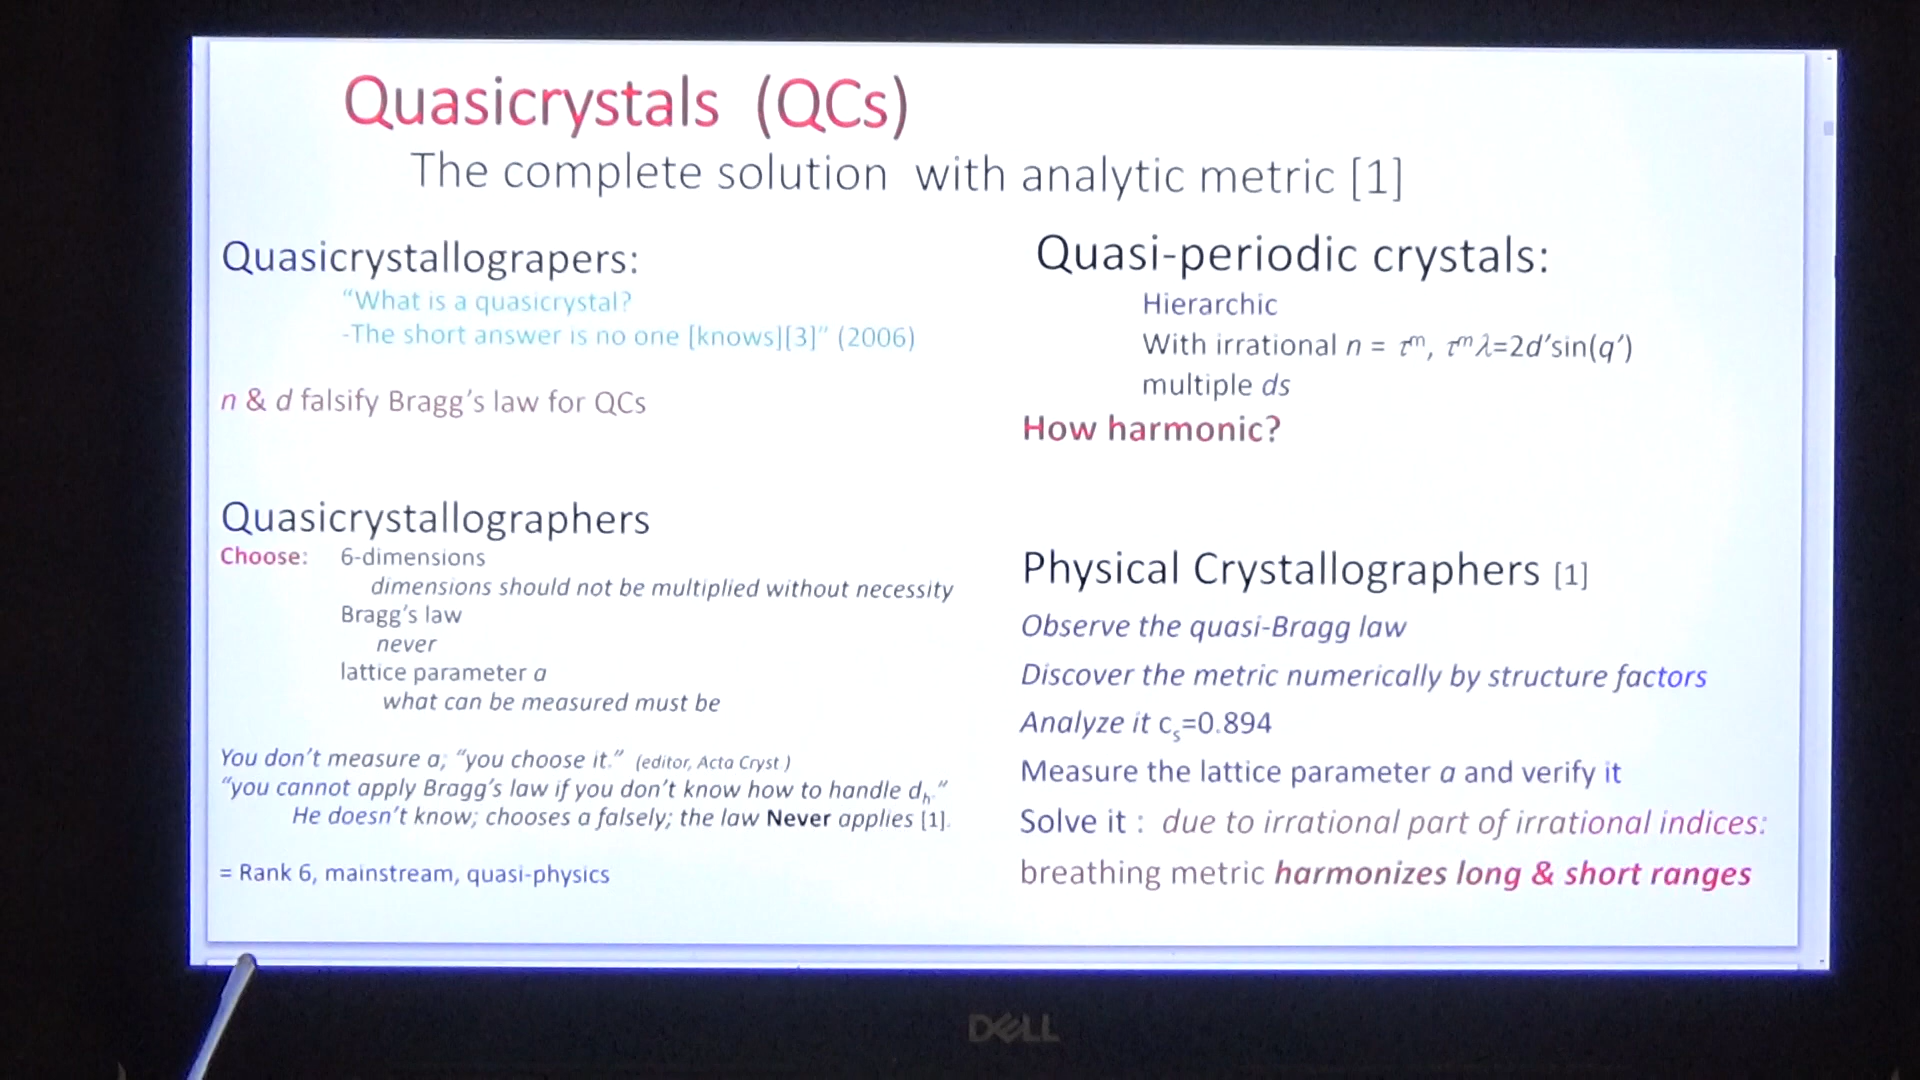 Quasicrystals (QCs)
The complete solution with analytic metric [1]
Quasicrystallograpers:
“What is a quasicrystal?
-The short answer is no one [knows][3]” (2006)
n & d falsify Bragg’s law for QCs
Quasicrystallographers
Choose: 6-dimensions
dimensions should not be multiplied without necessity
Bragg’s law
never
lattice parameter a
what can be measured must be
You don’t measure a; “you choose it.” (editor, Acta Cryst.)
“you cannot apply Bragg’s law if you don’t know how to handle dₕ.”
He doesn’t know; chooses a falsely; the law Never applies [1].
= Rank 6, mainstream, quasi-physics
Quasi-periodic crystals:
Hierarchic
With irrational n = τᵐ, τᵐλ=2d’sin(q’)
multiple ds
How harmonic?
Physical Crystallographers [1]
Observe the quasi-Bragg law
Discover the metric numerically by structure factors
Analyze it cₛ=0.894
Measure the lattice parameter a and verify it
Solve it : due to irrational part of irrational indices:
breathing metric harmonizes long & short ranges
DELL